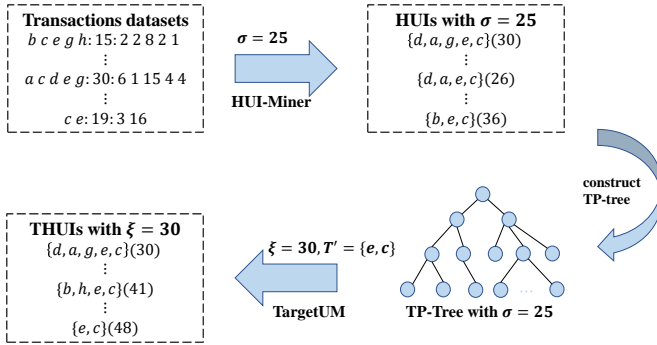 Transactions datasets
b c e g h: 15: 2 2 8 2 1
⋮
a c d e g: 30: 6 1 15 4 4
⋮
c e: 19: 3 16
σ = 25
HUI-Miner
HUIs with σ = 25
{d, a, g, e, c}(30)
⋮
{d, a, e, c}(26)
⋮
{b, e, c}(36)
construct
TP-tree
TP-Tree with σ = 25
...
ξ = 30, T′ = {e, c}
TargetUM
THUIs with ξ = 30
{d, a, g, e, c}(30)
⋮
{b, h, e, c}(41)
⋮
{e, c}(48)